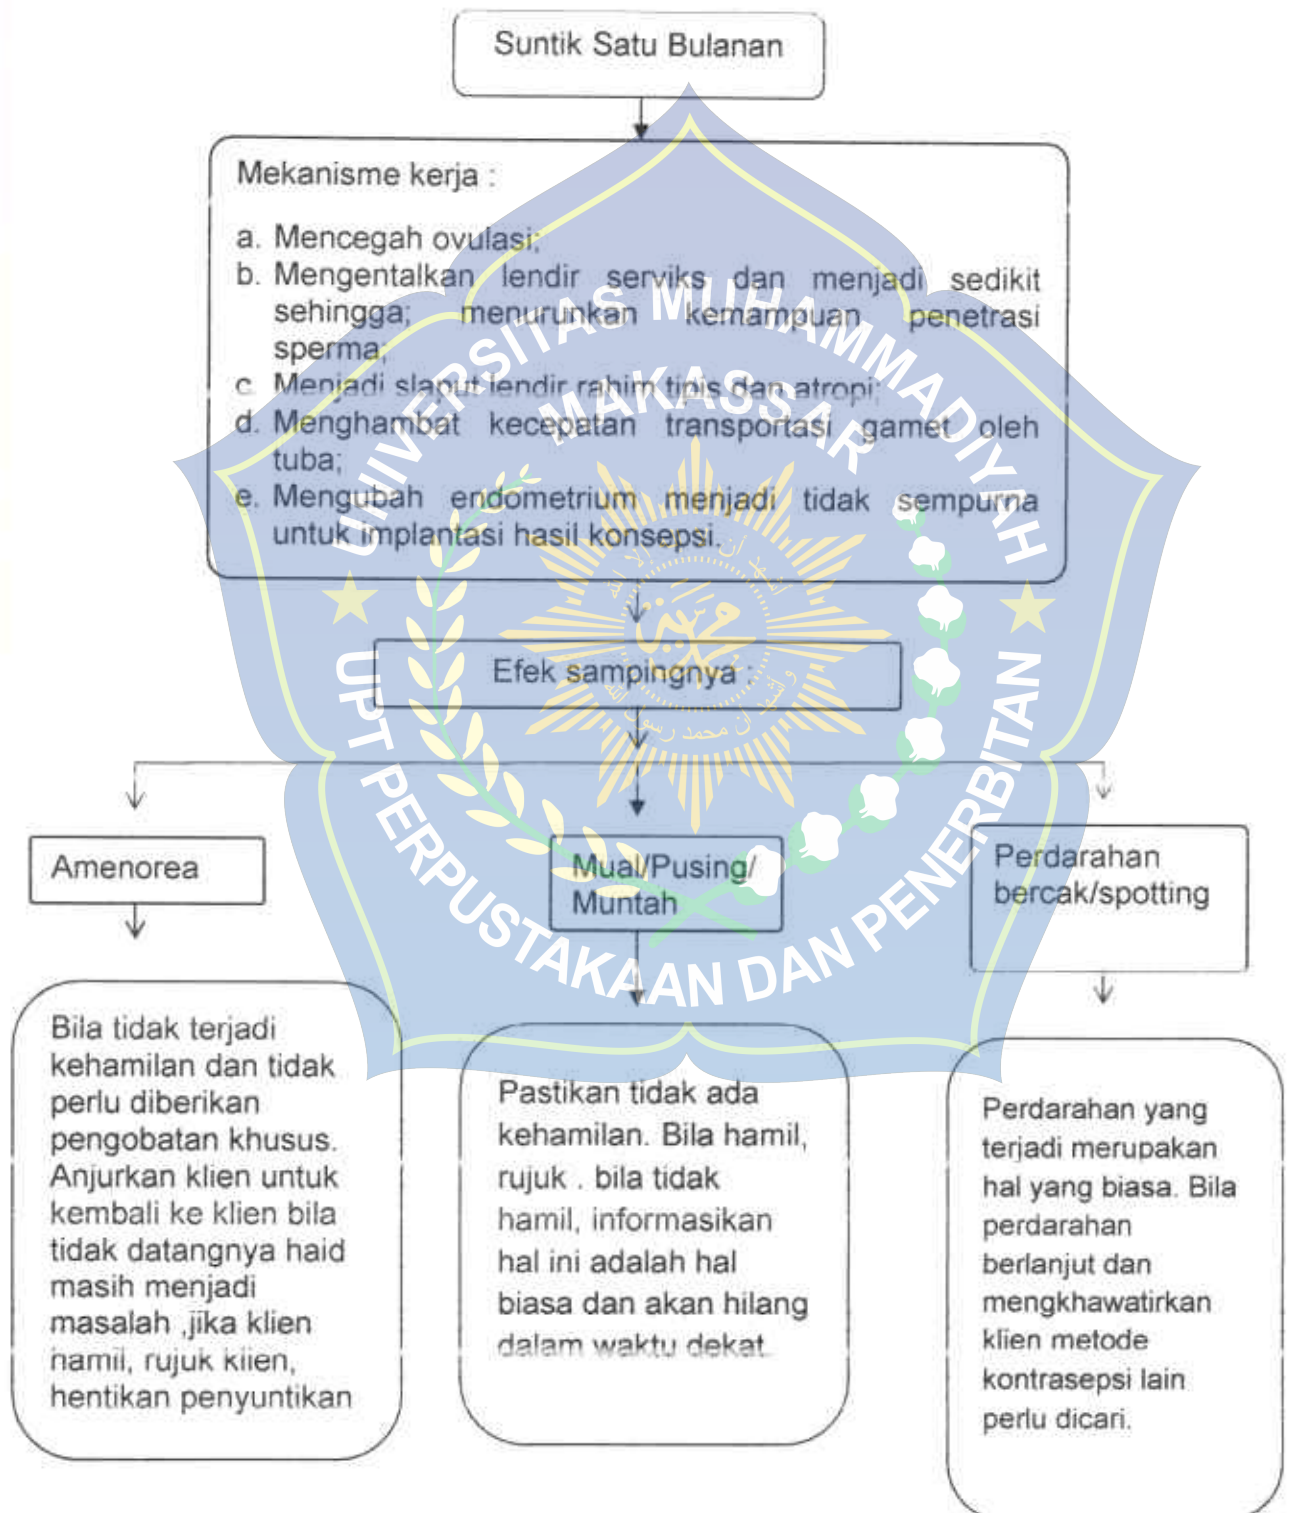 Suntik Satu Bulanan
Mekanisme kerja :
a. Mencegah ovulasi;
b. Mengentalkan lendir serviks dan menjadi sedikit
sehingga; menurunkan kemampuan penetrasi
sperma;
c. Menjadi slaput lendir rahim tipis dan atropi;
d. Menghambat kecepatan transportasi gamet oleh
tuba;
e. Mengubah endometrium menjadi tidak sempurna
untuk implantasi hasil konsepsi.
Efek sampingnya :
Amenorea
Mual/Pusing/
Muntah
Perdarahan
bercak/spotting
Bila tidak terjadi
kehamilan dan tidak
perlu diberikan
pengobatan khusus.
Anjurkan klien untuk
kembali ke klien bila
tidak datangnya haid
masih menjadi
masalah ,jika klien
hamil, rujuk klien,
hentikan penyuntikan
Pastikan tidak ada
kehamilan. Bila hamil,
rujuk . bila tidak
hamil, informasikan
hal ini adalah hal
biasa dan akan hilang
dalam waktu dekat.
Perdarahan yang
terjadi merupakan
hal yang biasa. Bila
perdarahan
berlanjut dan
mengkhawatirkan
klien metode
kontrasepsi lain
perlu dicari.
UNIVERSITAS MUHAMMADIYAH
MAKASSAR
UPT PERPUSTAKAAN DAN PENERBITAN
محمد رسول الله